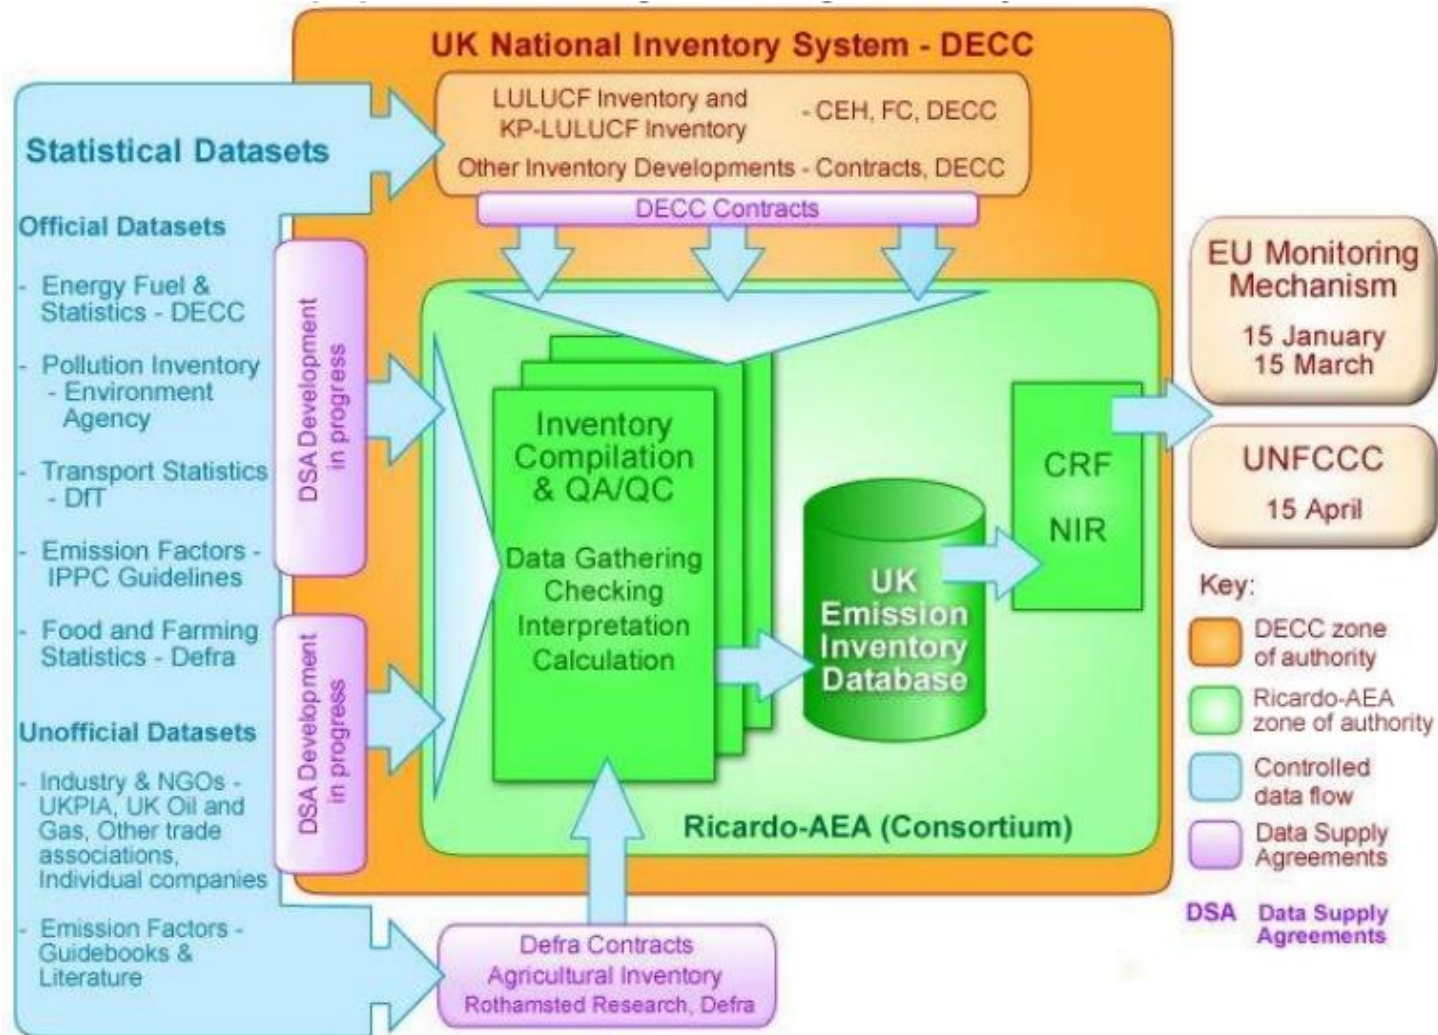 UK National Inventory System - DECC
LULUCF Inventory and
KP-LULUCF Inventory
- CEH, FC, DECC
Other Inventory Developments - Contracts, DECC
DECC Contracts
Statistical Datasets
Official Datasets
- Energy Fuel &
Statistics - DECC
- Pollution Inventory
- Environment
Agency
- Transport Statistics
- DfT
- Emission Factors -
IPPC Guidelines
- Food and Farming
Statistics - Defra
Unofficial Datasets
- Industry & NGOs -
UKPIA, UK Oil and
Gas, Other trade
associations,
Individual companies
- Emission Factors -
Guidebooks &
Literature
DSA Development
in progress
DSA Development
in progress
Inventory
Compilation
& QA/QC
Data Gathering
Checking
Interpretation
Calculation
UK
Emission
Inventory
Database
CRF
NIR
Ricardo-AEA (Consortium)
Defra Contracts
Agricultural Inventory
Rothamsted Research, Defra
EU Monitoring
Mechanism
15 January
15 March
UNFCCC
15 April
Key:
DECC zone
of authority
Ricardo-AEA
zone of authority
Controlled
data flow
Data Supply
Agreements
DSA Data Supply
Agreements